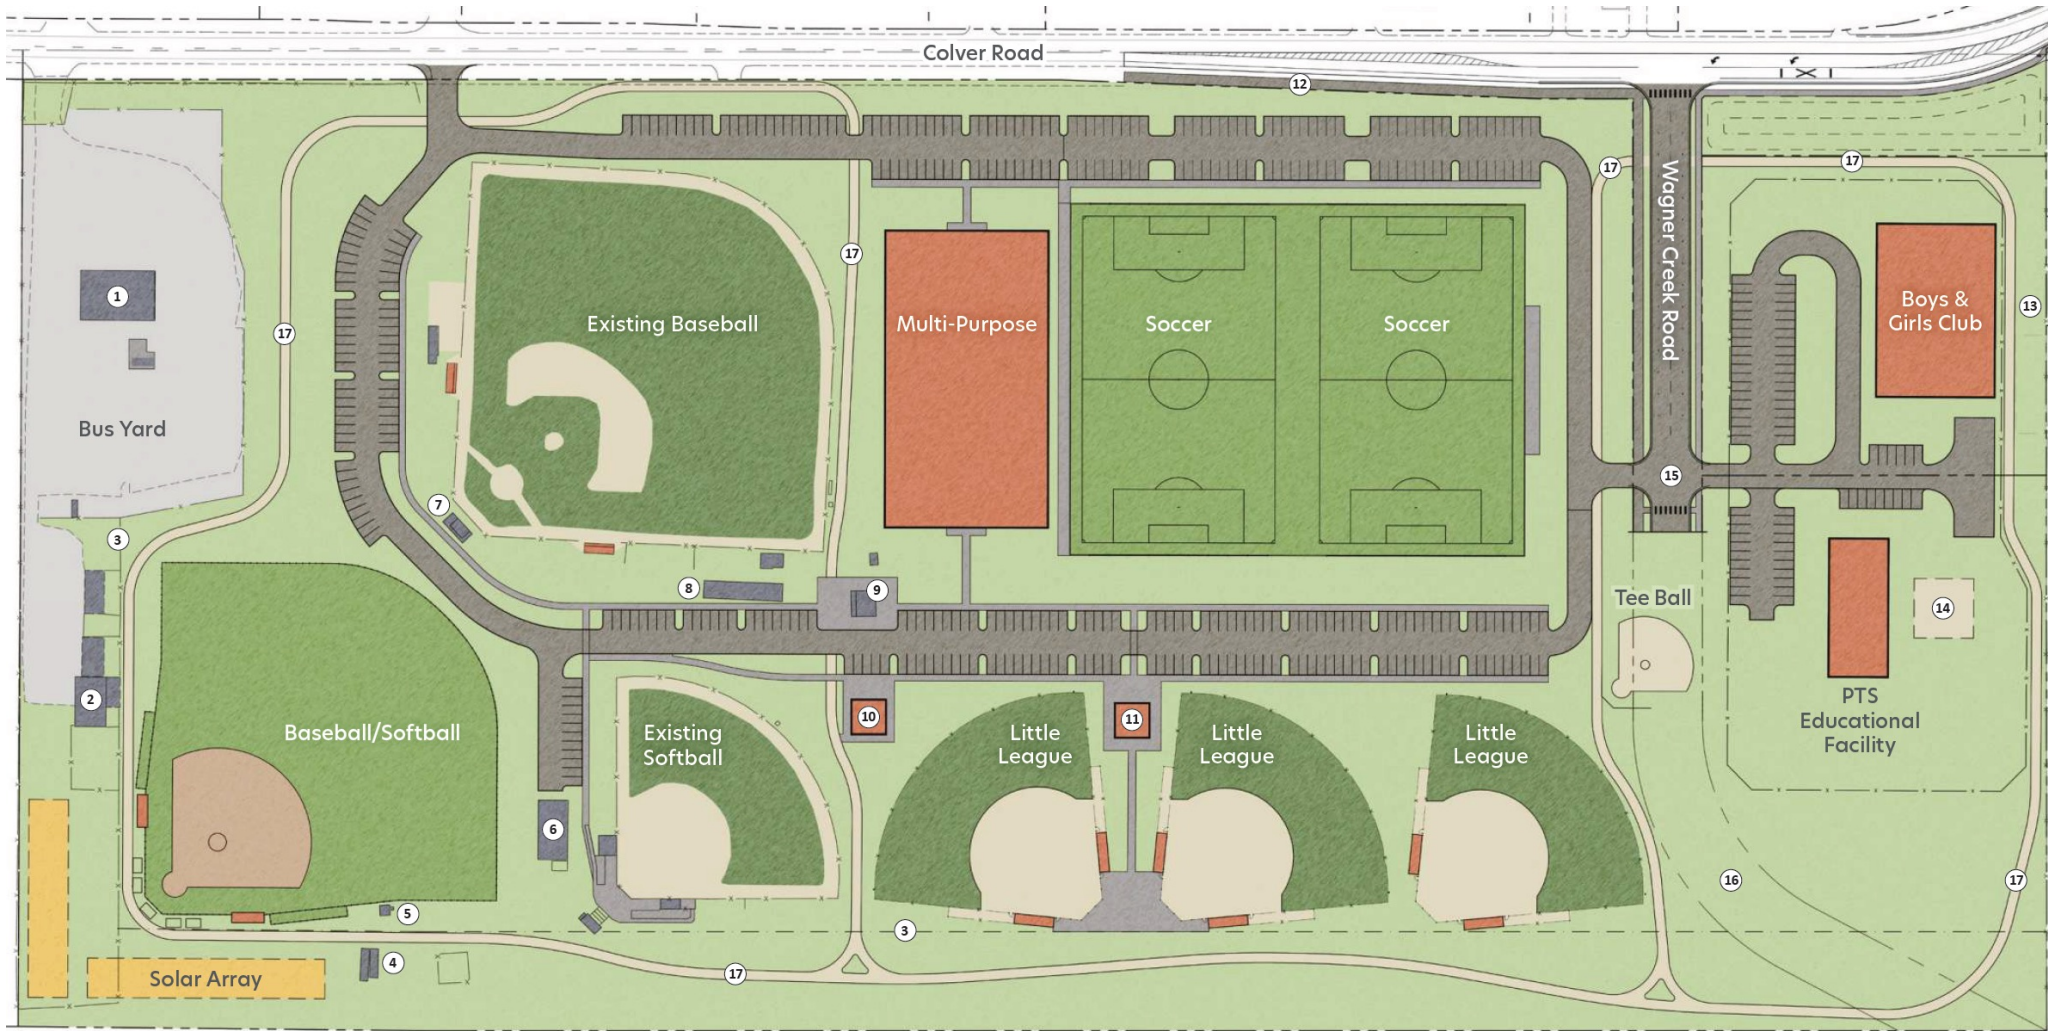 Colver Road
12
17
17
Wagner Creek Road
17
1
17
Existing Baseball
Multi-Purpose
Soccer
Soccer
Boys &
Girls Club
13
Bus Yard
15
7
3
8
9
Tee Ball
14
2
10
11
PTS
Educational
Facility
Baseball/Softball
Existing
Softball
Little
League
Little
League
Little
League
6
16
17
5
3
4
17
Solar Array